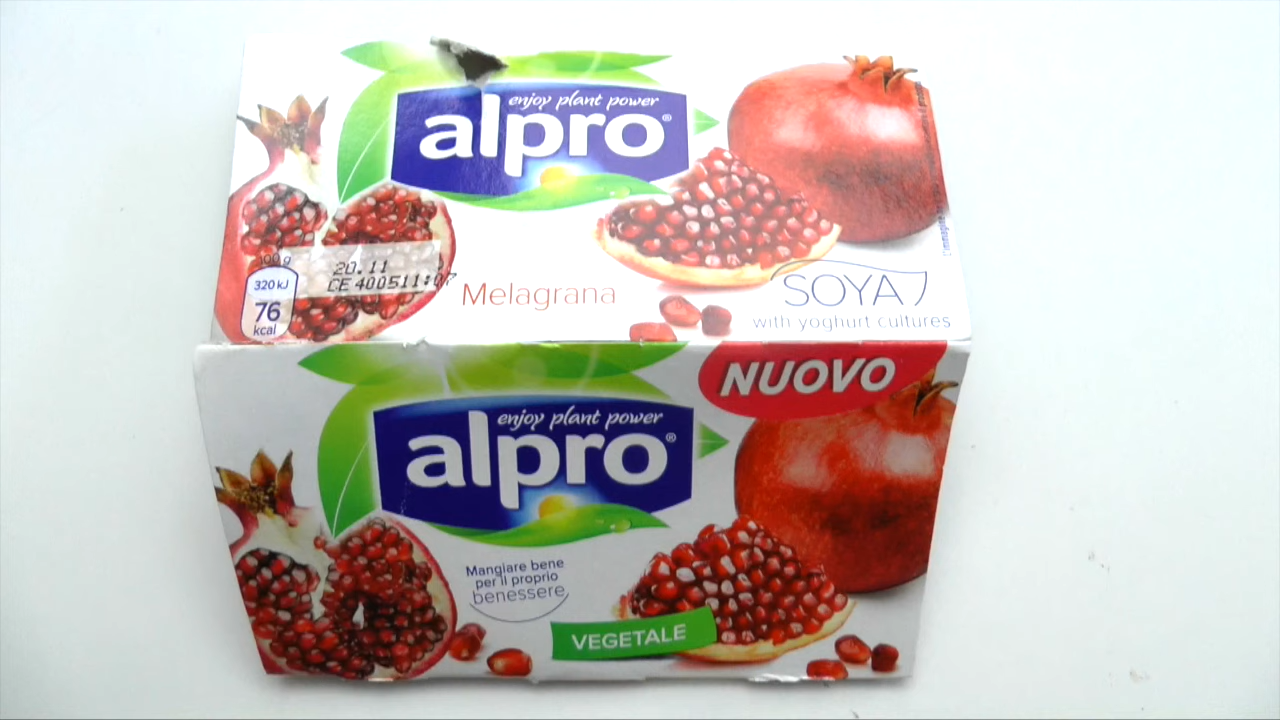 enjoy plant power
alpro®
100 g
320 kJ
76
kcal
20.11
CE 400511:07
Melagrana
SOYA
with yoghurt cultures
NUOVO
enjoy plant power
alpro®
Mangiare bene
per il proprio
benessere
VEGETALE